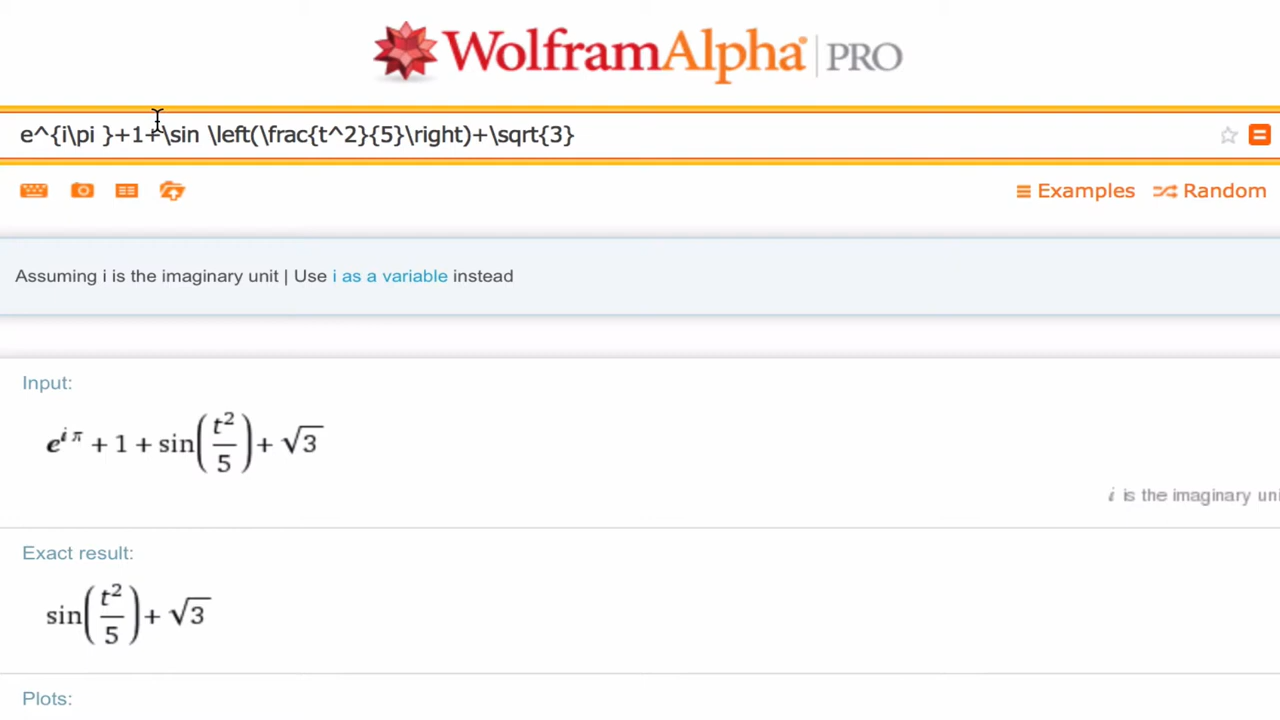 WolframAlpha PRO
e^{i\pi }+1+\sin \left(\frac{t^2}{5}\right)+\sqrt{3}
Examples Random
Assuming i is the imaginary unit | Use i as a variable instead
Input:
e^{i π} + 1 + sin(t^2/5) + √3
i is the imaginary uni
Exact result:
sin(t^2/5) + √3
Plots: